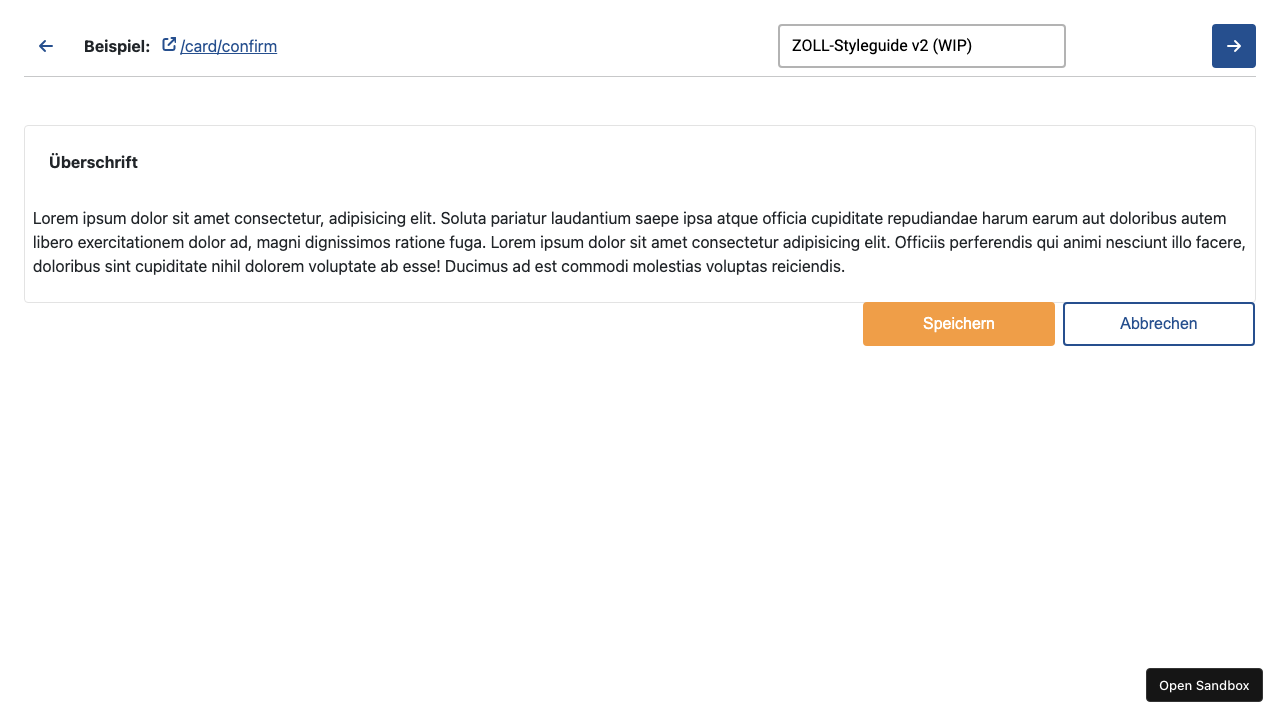 Beispiel: /card/confirm
ZOLL-Styleguide v2 (WIP)
Überschrift
Lorem ipsum dolor sit amet consectetur, adipisicing elit. Soluta pariatur laudantium saepe ipsa atque officia cupiditate repudiandae harum earum aut doloribus autem
libero exercitationem dolor ad, magni dignissimos ratione fuga. Lorem ipsum dolor sit amet consectetur adipisicing elit. Officiis perferendis qui animi nesciunt illo facere,
doloribus sint cupiditate nihil dolorem voluptate ab esse! Ducimus ad est commodi molestias voluptas reiciendis.
Speichern
Abbrechen
Open Sandbox